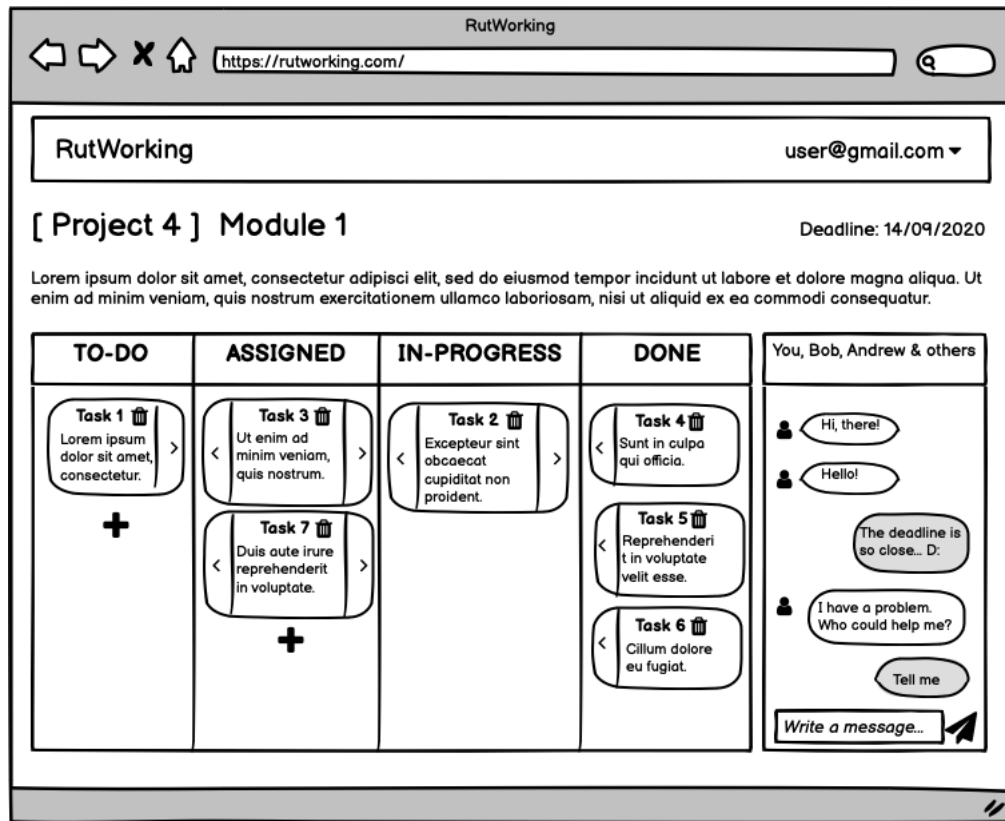 RutWorking
https://rutworking.com/
RutWorking
user@gmail.com
[ Project 4 ] Module 1
Deadline: 14/09/2020
Lorem ipsum dolor sit amet, consectetur adipisci elit, sed do eiusmod tempor incidunt ut labore et dolore magna aliqua. Ut
enim ad minim veniam, quis nostrum exercitationem ullamco laboriosam, nisi ut aliquid ex ea commodi consequatur.
TO-DO
Task 1
Lorem ipsum
dolor sit amet,
consectetur.
ASSIGNED
Task 3
Ut enim ad
minim veniam,
quis nostrum.
Task 7
Duis aute irure
reprehenderit
in voluptate.
IN-PROGRESS
Task 2
Excepteur sint
obcaecat
cupiditat non
proident.
DONE
Task 4
Sunt in culpa
qui officia.
Task 5
Reprehenderi
t in voluptate
velit esse.
Task 6
Cillum dolore
eu fugiat.
You, Bob, Andrew & others
Hi, there!
Hello!
The deadline is
so close... D:
I have a problem.
Who could help me?
Tell me
Write a message...